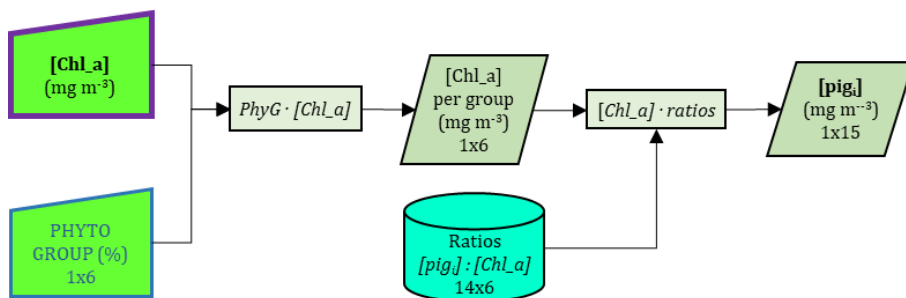 [Chl_a]
(mg m⁻³)
PHYTO
GROUP (%)
1x6
PhyG · [Chl_a]
[Chl_a]
per group
(mg m⁻³)
1x6
Ratios
[pigᵢ] : [Chl_a]
14x6
[Chl_a] · ratios
[pigᵢ]
(mg m⁻³)
1x15